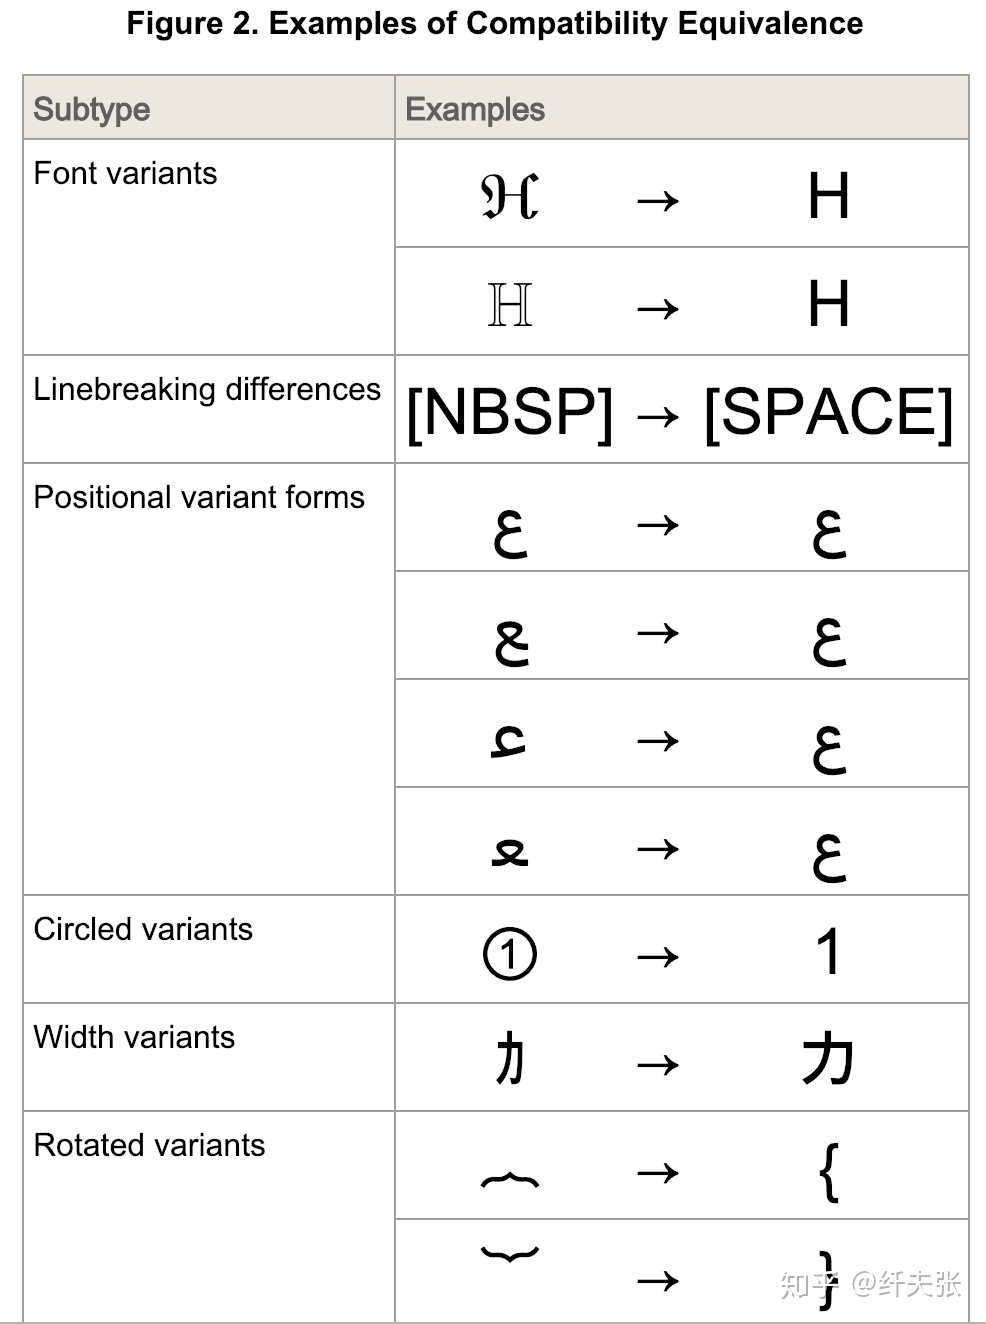 Figure 2. Examples of Compatibility Equivalence
Subtype Examples
Font variants
ℌ → H
ℍ → H
Linebreaking differences [NBSP] → [SPACE]
Positional variant forms
ﻉ → ع
ﻊ → ع
ﻋ → ع
ﻌ → ع
Circled variants
① → 1
Width variants
ｶ → カ
Rotated variants
︷ → {
︸ → }
知乎 @纤夫张